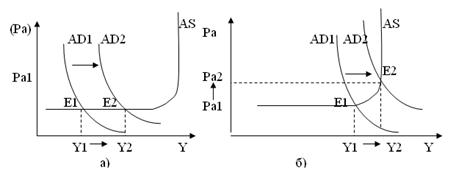 (Pa)
AD1 AD2
AS
Pa1
E1 E2
Y1 Y2 Y
а)
Pa
AD1 AD2
AS
Pa2
E2
Pa1
E1
Y1 Y2 Y
б)